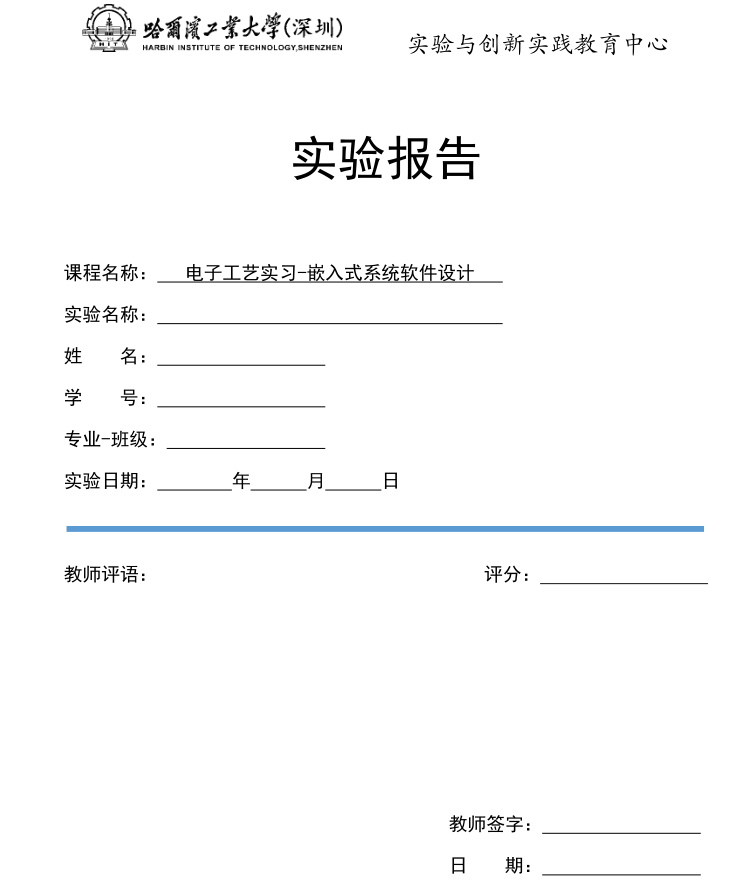 哈爾濱工業大學(深圳)
HARBIN INSTITUTE OF TECHNOLOGY,SHENZHEN
实验与创新实践教育中心
实验报告
课程名称: 电子工艺实习-嵌入式系统软件设计
实验名称:
姓 名:
学 号:
专业-班级:
实验日期: 年 月 日
教师评语: 评分:
教师签字:
日 期: